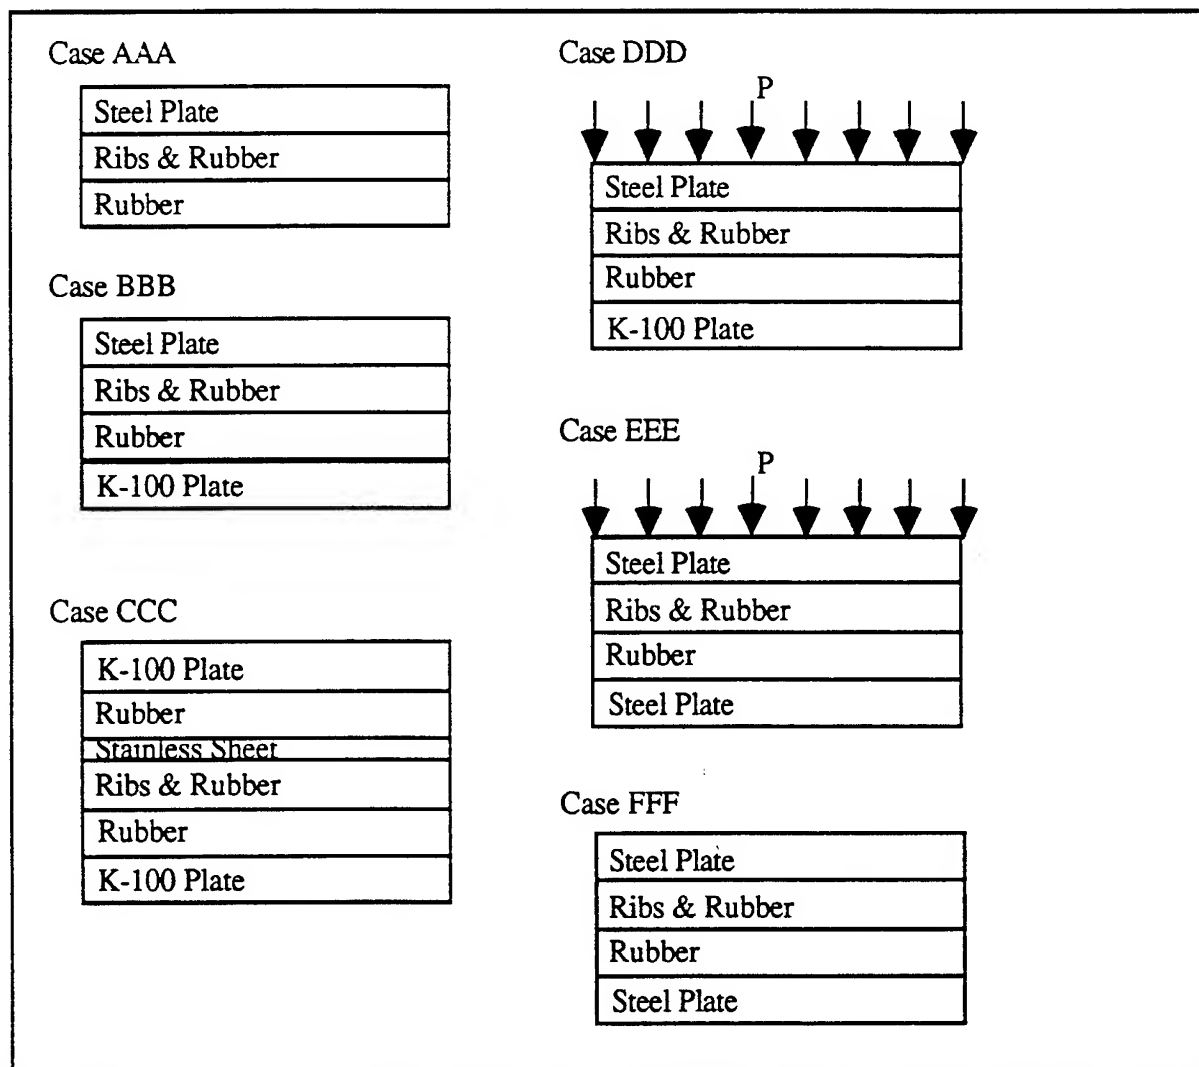 Case AAA
Steel Plate
Ribs & Rubber
Rubber
Case BBB
Steel Plate
Ribs & Rubber
Rubber
K-100 Plate
Case CCC
K-100 Plate
Rubber
Stainless Sheet
Ribs & Rubber
Rubber
K-100 Plate
Case DDD
P
Steel Plate
Ribs & Rubber
Rubber
K-100 Plate
Case EEE
P
Steel Plate
Ribs & Rubber
Rubber
Steel Plate
Case FFF
Steel Plate
Ribs & Rubber
Rubber
Steel Plate